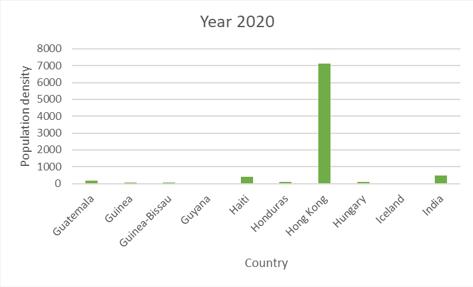 Year 2020
Population density
8000
7000
6000
5000
4000
3000
2000
1000
0
Guatemala
Guinea
Guinea-Bissau
Guyana
Haiti
Honduras
Hong Kong
Hungary
Iceland
India
Country